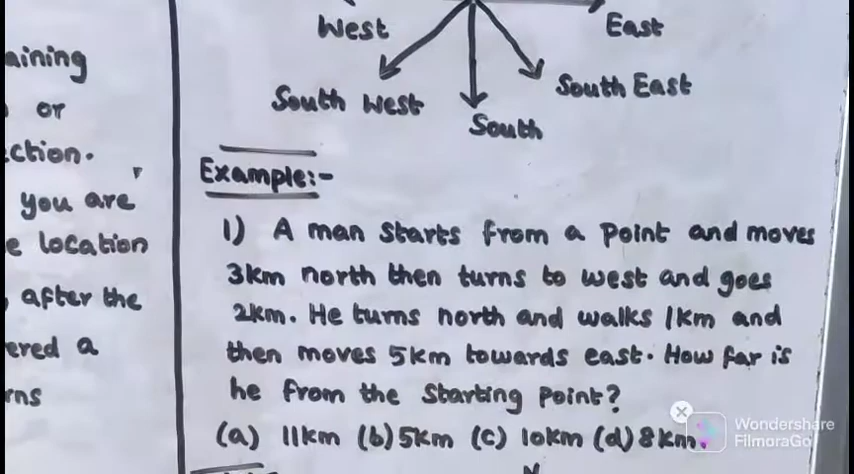 West
East
South West
South East
South
aining
or
ction.
you are
e location
after the
ered a
rns
Example:-
1) A man starts from a point and moves
3km north then turns to west and goes
2km. He turns north and walks 1km and
then moves 5km towards east. How far is
he from the starting point?
(a) 11km (b) 5km (c) 10km (d) 8km.
N
Wondershare
FilmoraGo